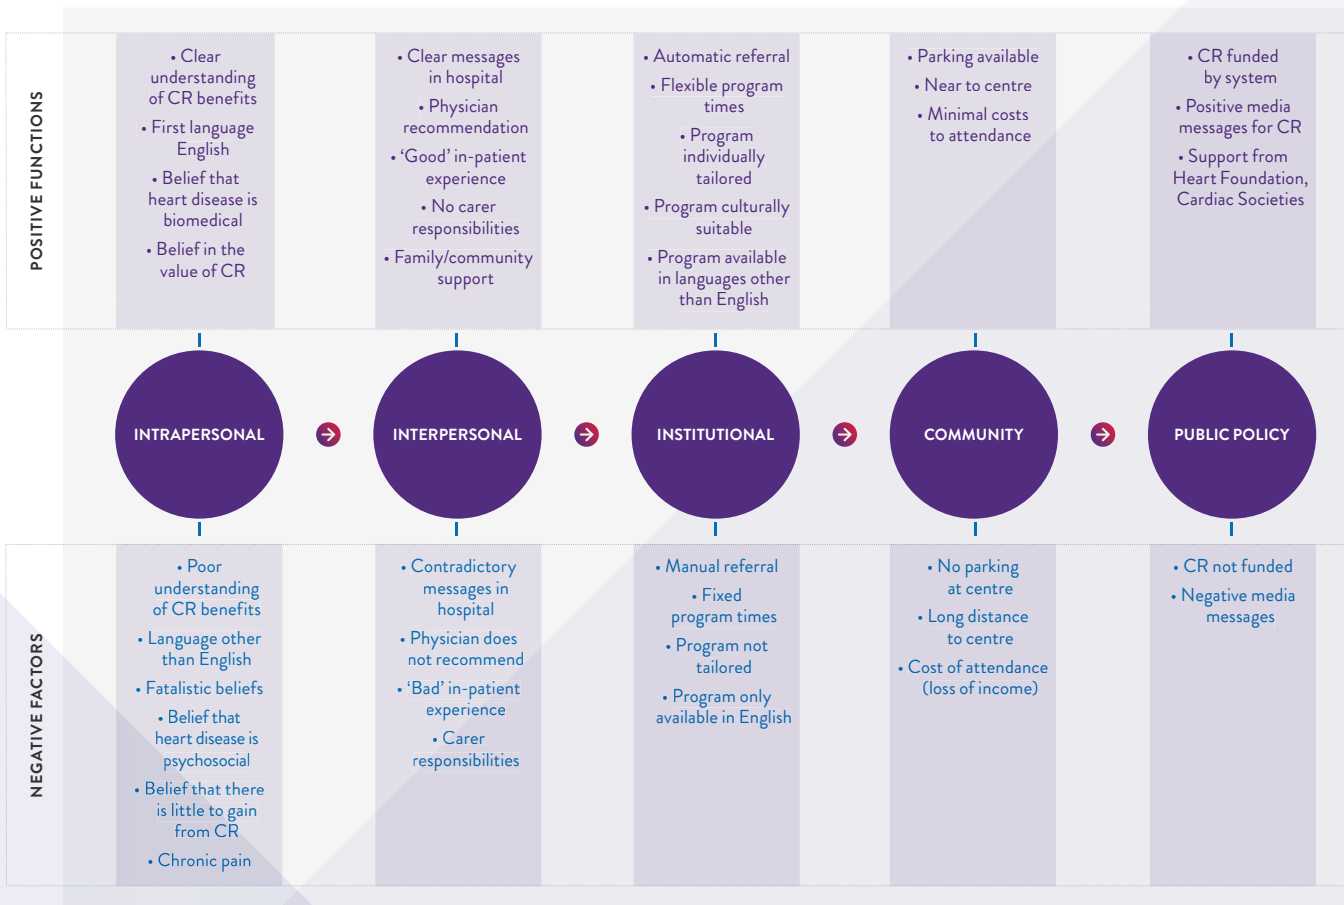 POSITIVE FUNCTIONS
• Clear
understanding
of CR benefits
• First language
English
• Belief that
heart disease is
biomedical
• Belief in the
value of CR
• Clear messages
in hospital
• Physician
recommendation
• ‘Good’ in-patient
experience
• No carer
responsibilities
• Family/community
support
• Automatic referral
• Flexible program
times
• Program
individually
tailored
• Program culturally
suitable
• Program available
in languages other
than English
• Parking available
• Near to centre
• Minimal costs
to attendance
• CR funded
by system
• Positive media
messages for CR
• Support from
Heart Foundation,
Cardiac Societies
INTRAPERSONAL
INTERPERSONAL
INSTITUTIONAL
COMMUNITY
PUBLIC POLICY
NEGATIVE FACTORS
• Poor
understanding
of CR benefits
• Language other
than English
• Fatalistic beliefs
• Belief that
heart disease is
psychosocial
• Belief that there
is little to gain
from CR
• Chronic pain
• Contradictory
messages in
hospital
• Physician does
not recommend
• ‘Bad’ in-patient
experience
• Carer
responsibilities
• Manual referral
• Fixed
program times
• Program not
tailored
• Program only
available in English
• No parking
at centre
• Long distance
to centre
• Cost of attendance
(loss of income)
• CR not funded
• Negative media
messages